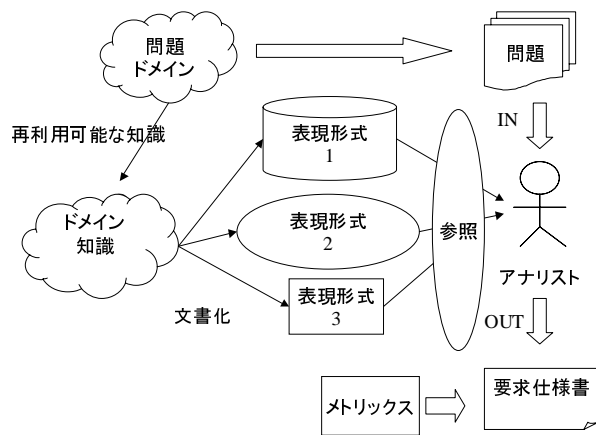 問題
ドメイン
問題
再利用可能な知識
IN
表現形式
1
ドメイン
知識
表現形式
2
参照
アナリスト
表現形式
3
文書化
OUT
メトリックス
要求仕様書